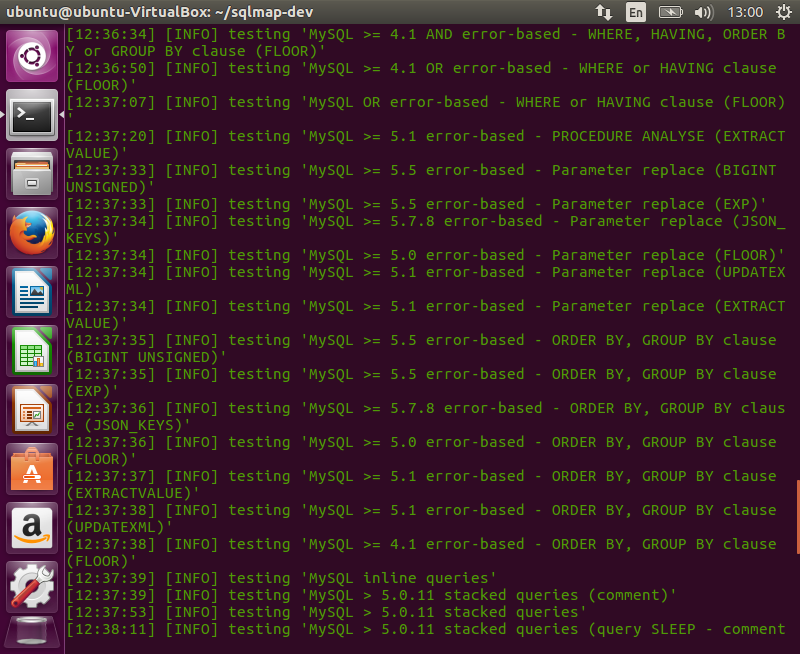 ubuntu@ubuntu-VirtualBox: ~/sqlmap-dev
En
13:00
[12:36:34] [INFO] testing 'MySQL >= 4.1 AND error-based - WHERE, HAVING, ORDER B
Y or GROUP BY clause (FLOOR)'
[12:36:50] [INFO] testing 'MySQL >= 4.1 OR error-based - WHERE or HAVING clause
(FLOOR)'
[12:37:07] [INFO] testing 'MySQL OR error-based - WHERE or HAVING clause (FLOOR)
'
[12:37:20] [INFO] testing 'MySQL >= 5.1 error-based - PROCEDURE ANALYSE (EXTRACT
VALUE)'
[12:37:33] [INFO] testing 'MySQL >= 5.5 error-based - Parameter replace (BIGINT
UNSIGNED)'
[12:37:33] [INFO] testing 'MySQL >= 5.5 error-based - Parameter replace (EXP)'
[12:37:34] [INFO] testing 'MySQL >= 5.7.8 error-based - Parameter replace (JSON_
KEYS)'
[12:37:34] [INFO] testing 'MySQL >= 5.0 error-based - Parameter replace (FLOOR)'
[12:37:34] [INFO] testing 'MySQL >= 5.1 error-based - Parameter replace (UPDATEX
ML)'
[12:37:34] [INFO] testing 'MySQL >= 5.1 error-based - Parameter replace (EXTRACT
VALUE)'
[12:37:35] [INFO] testing 'MySQL >= 5.5 error-based - ORDER BY, GROUP BY clause
(BIGINT UNSIGNED)'
[12:37:35] [INFO] testing 'MySQL >= 5.5 error-based - ORDER BY, GROUP BY clause
(EXP)'
[12:37:36] [INFO] testing 'MySQL >= 5.7.8 error-based - ORDER BY, GROUP BY claus
e (JSON_KEYS)'
[12:37:36] [INFO] testing 'MySQL >= 5.0 error-based - ORDER BY, GROUP BY clause
(FLOOR)'
[12:37:37] [INFO] testing 'MySQL >= 5.1 error-based - ORDER BY, GROUP BY clause
(EXTRACTVALUE)'
[12:37:38] [INFO] testing 'MySQL >= 5.1 error-based - ORDER BY, GROUP BY clause
(UPDATEXML)'
[12:37:38] [INFO] testing 'MySQL >= 4.1 error-based - ORDER BY, GROUP BY clause
(FLOOR)'
[12:37:39] [INFO] testing 'MySQL inline queries'
[12:37:39] [INFO] testing 'MySQL > 5.0.11 stacked queries (comment)'
[12:37:53] [INFO] testing 'MySQL > 5.0.11 stacked queries'
[12:38:11] [INFO] testing 'MySQL > 5.0.11 stacked queries (query SLEEP - comment